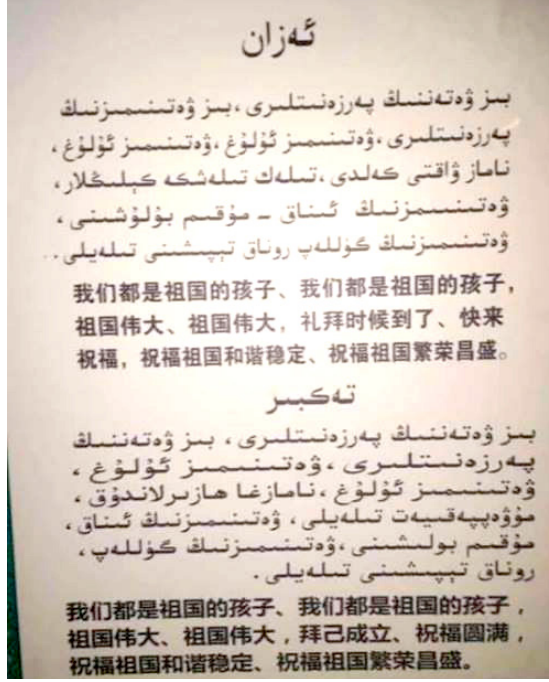 ئەزان
بىز ۋەتەننىڭ پەرزەنىتلىرى ،بىز ۋەتىنىمىزنىڭ
پەرزەنىتلىرى ،ۋەتىنىمىز ئۇلۇغ ،ۋەتىنىمىز ئۇلۇغ ،
ناماز ۋاقتى كەلدى ،تىلەك تىلەشكە كېلىڭلار،
ۋەتىنىمىزنىڭ ئىناق - مۇقىم بۇلۇشىنى ،
ۋەتىنىمىزنىڭ گۈللەپ روناق تېپىشىنى تىلەيلى.
我们都是祖国的孩子、我们都是祖国的孩子，
祖国伟大、祖国伟大，礼拜时候到了、快来
祝福，祝福祖国和谐稳定、祝福祖国繁荣昌盛。
تەكبىر
بىز ۋەتەننىڭ پەرزەنىتلىرى ، بىز ۋەتەننىڭ
پەرزەنىتلىرى ،ۋەتىنىمىز ئۇلۇغ ،
ۋەتىنىمىز ئۇلۇغ ،نامازغا ھازىرلاندۇق ،
مۇۋەپپەقىيەت تىلەيلى، ۋەتىنىمىزنىڭ ئىناق،
مۇقىم بولىشىنى ،ۋەتىنىمىزنىڭ گۈللەپ،
روناق تېپىشىنى تىلەيلى.
我们都是祖国的孩子、我们都是祖国的孩子，
祖国伟大、祖国伟大，拜己成立、祝福圆满，
祝福祖国和谐稳定、祝福祖国繁荣昌盛。